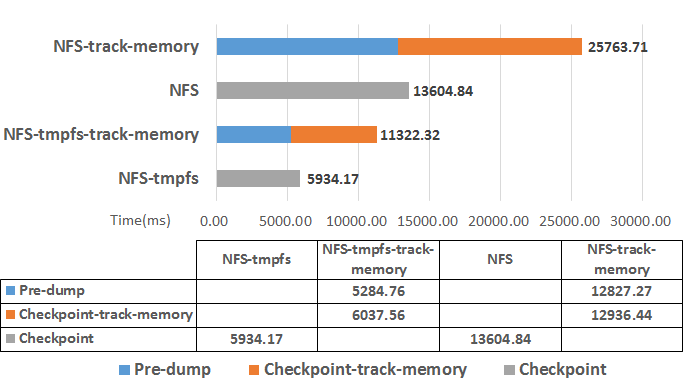 NFS-track-memory 25763.71
NFS 13604.84
NFS-tmpfs-track-memory 11322.32
NFS-tmpfs 5934.17
Time(ms) 0.00 5000.00 10000.00 15000.00 20000.00 25000.00 30000.00
NFS-tmpfs NFS-tmpfs-track- NFS NFS-track-
memory memory
Pre-dump 5284.76 12827.27
Checkpoint-track-memory 6037.56 12936.44
Checkpoint 5934.17 13604.84
Pre-dump Checkpoint-track-memory Checkpoint